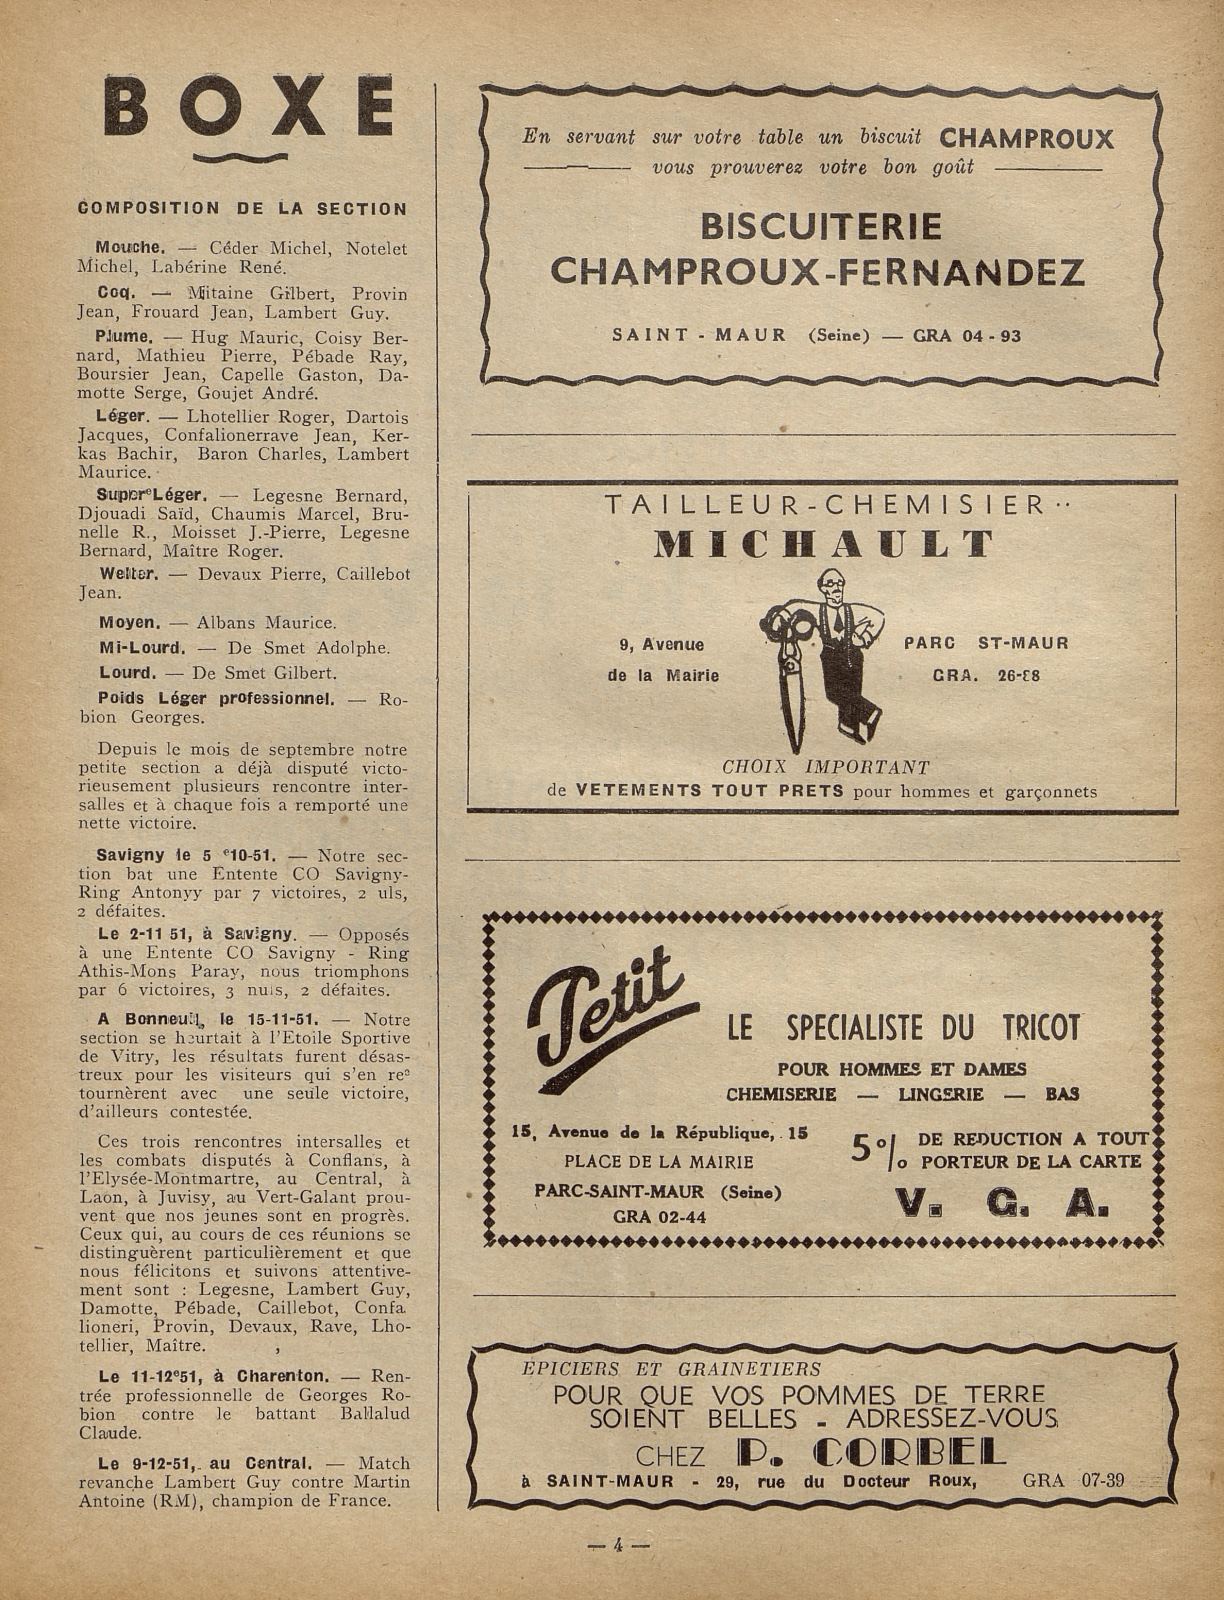 BOXE
COMPOSITION DE LA SECTION
Mouche. — Céder Michel, Notelet
Michel, Labérine René.
Coq. — Mitaine Gilbert, Provin
Jean, Frouard Jean, Lambert Guy.
Plume. — Hug Mauric, Coisy Ber-
nard, Mathieu Pierre, Pébade Ray,
Boursier Jean, Capelle Gaston, Da-
motte Serge, Goujet André.
Léger. — Lhotellier Roger, Dartois
Jacques, Confalionerrave Jean, Ker-
kas Bachir, Baron Charles, Lambert
Maurice.
Super Léger. — Legesne Bernard,
Djouadi Saïd, Chaumis Marcel, Bru-
nelle R., Moisset J.-Pierre, Legesne
Bernard, Maître Roger.
Welter. — Devaux Pierre, Caillebot
Jean.
Moyen. — Albans Maurice.
Mi-Lourd. — De Smet Adolphe.
Lourd. — De Smet Gilbert.
Poids Léger professionnel. — Ro-
bion Georges.
Depuis le mois de septembre notre
petite section a déjà disputé victo-
rieusement plusieurs rencontre inter-
salles et à chaque fois a remporté une
nette victoire.
Savigny le 5 e10-51. — Notre sec-
tion bat une Entente CO Savigny-
Ring Antonyy par 7 victoires, 2 uls,
2 défaites.
Le 2-11 51, à Savigny. — Opposés
à une Entente CO Savigny - Ring
Athis-Mons Paray, nous triomphons
par 6 victoires, 3 nuls, 2 défaites.
A Bonneuil, le 15-11-51. — Notre
section se heurtait à l'Etoile Sportive
de Vitry, les résultats furent désas-
treux pour les visiteurs qui s'en re-
tournèrent avec une seule victoire,
d'ailleurs contestée.
Ces trois rencontres intersalles et
les combats disputés à Conflans, à
l'Elysée-Montmartre, au Central, à
Laon, à Juvisy, au Vert-Galant prou-
vent que nos jeunes sont en progrès.
Ceux qui, au cours de ces réunions se
distinguèrent particulièrement et que
nous félicitons et suivons attentive-
ment sont : Legesne, Lambert Guy,
Damotte, Pébade, Caillebot, Confa
lioneri, Provin, Devaux, Rave, Lho-
tellier, Maître.
Le 11-12e51, à Charenton. — Ren-
trée professionnelle de Georges Ro-
bion contre le battant Ballalud
Claude.
Le 9-12-51, au Central. — Match
revanche Lambert Guy contre Martin
Antoine (RM), champion de France.
En servant sur votre table un biscuit CHAMPROUX
vous prouverez votre bon goût
BISCUITERIE
CHAMPROUX-FERNANDEZ
SAINT - MAUR (Seine) — GRA 04 - 93
TAILLEUR-CHEMISIER
MICHAULT
9, Avenue
de la Mairie
PARC ST-MAUR
GRA. 26-88
CHOIX IMPORTANT
de VETEMENTS TOUT PRETS pour hommes et garçonnets
Petit
LE SPECIALISTE DU TRICOT
POUR HOMMES ET DAMES
CHEMISERIE — LINGERIE — BAS
15, Avenue de la République, 15
PLACE DE LA MAIRIE
PARC-SAINT-MAUR (Seine)
GRA 02-44
5 % DE REDUCTION A TOUT
PORTEUR DE LA CARTE
V. G. A.
EPICIERS ET GRAINETIERS
POUR QUE VOS POMMES DE TERRE
SOIENT BELLES - ADRESSEZ-VOUS
CHEZ P. CORBEL
à SAINT-MAUR - 29, rue du Docteur Roux, GRA 07-39
— 4 —